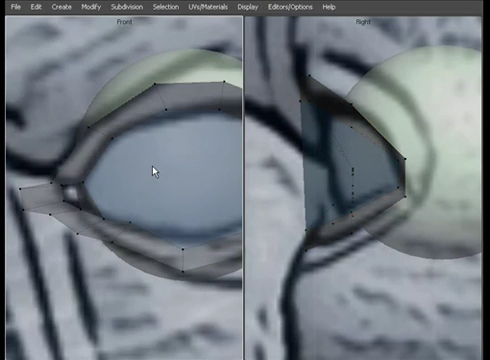 File Edit Create Modify Subdivision Selection UVs/Materials Display Editors/Options Help
Front Right